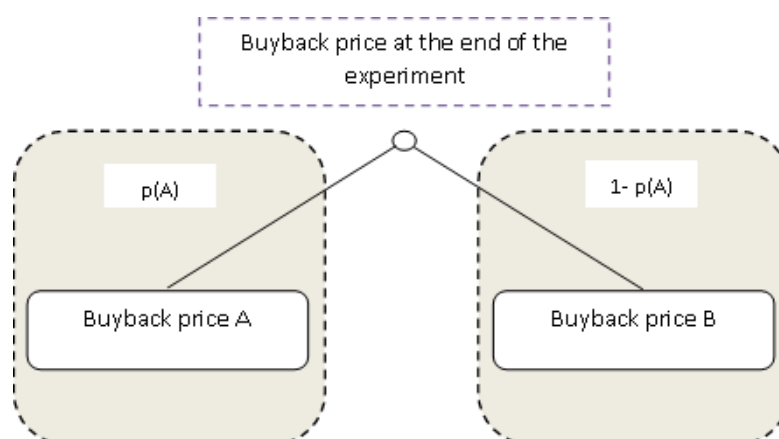 Buyback price at the end of the
experiment
p(A)
1- p(A)
Buyback price A
Buyback price B